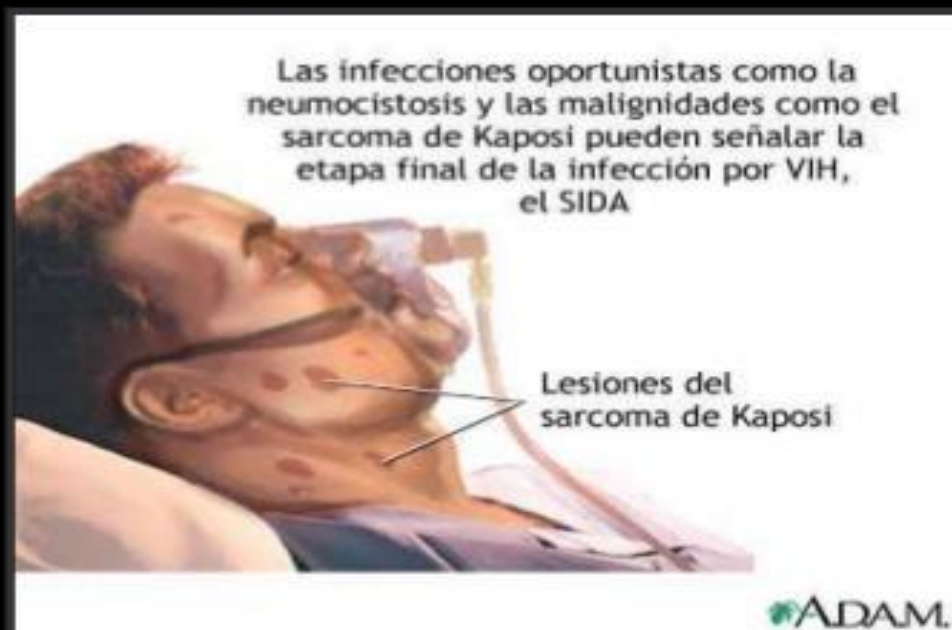 Las infecciones oportunistas como la
neumocistosis y las malignidades como el
sarcoma de Kaposi pueden señalar la
etapa final de la infección por VIH,
el SIDA
Lesiones del
sarcoma de Kaposi
ADAM.